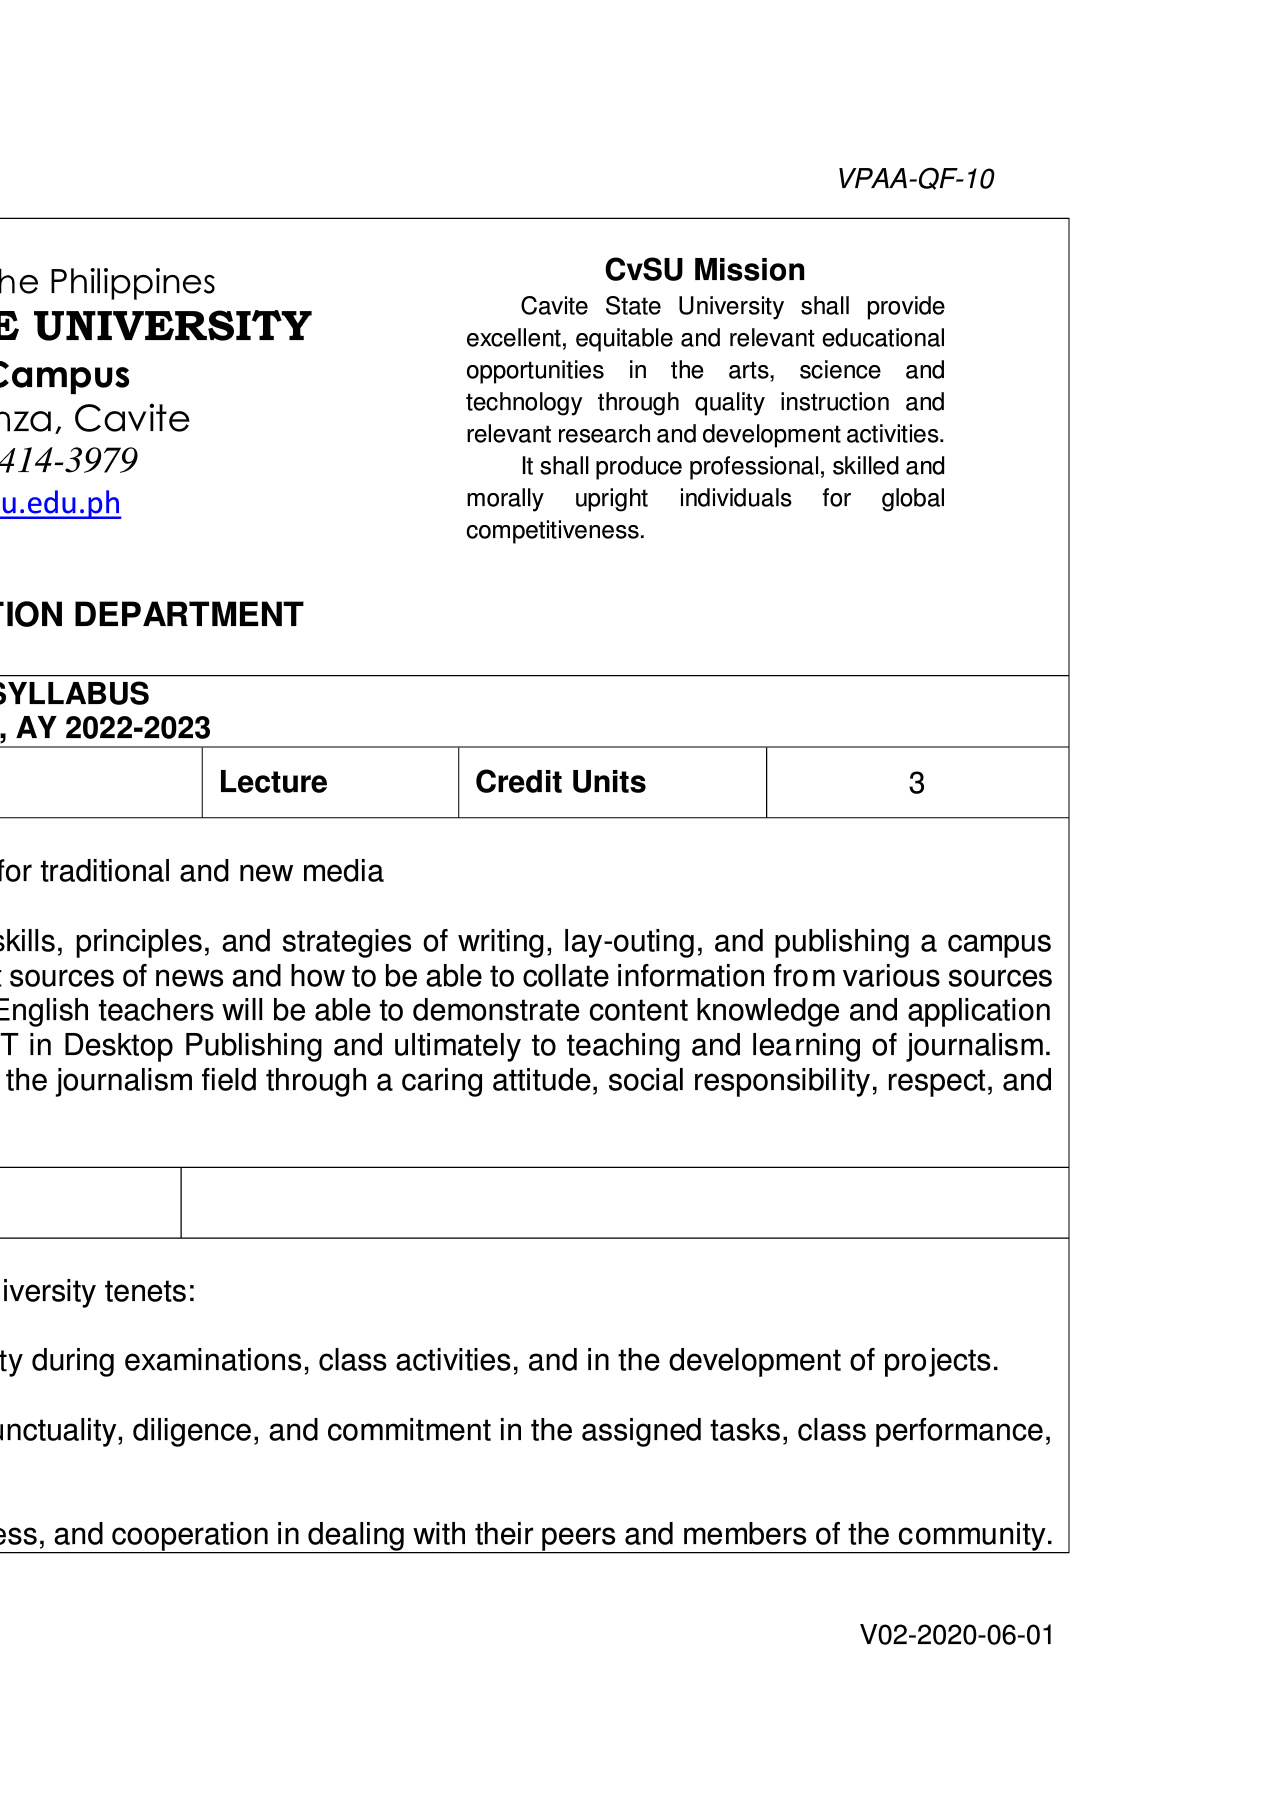 VPAA-QF-10
he Philippines
E UNIVERSITY
Campus
nza, Cavite
414-3979
u.edu.ph
CvSU Mission
Cavite State University shall provide
excellent, equitable and relevant educational
opportunities in the arts, science and
technology through quality instruction and
relevant research and development activities.
It shall produce professional, skilled and
morally upright individuals for global
competitiveness.
TION DEPARTMENT
SYLLABUS
, AY 2022-2023
Lecture Credit Units 3
for traditional and new media
skills, principles, and strategies of writing, lay-outing, and publishing a campus
t sources of news and how to be able to collate information from various sources
English teachers will be able to demonstrate content knowledge and application
T in Desktop Publishing and ultimately to teaching and learning of journalism.
the journalism field through a caring attitude, social responsibility, respect, and
iversity tenets:
ty during examinations, class activities, and in the development of projects.
unctuality, diligence, and commitment in the assigned tasks, class performance,
ess, and cooperation in dealing with their peers and members of the community.
V02-2020-06-01